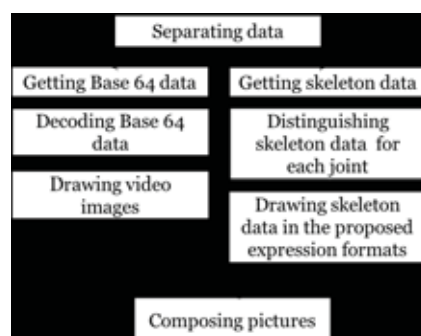 Separating data
Getting Base 64 data
Decoding Base 64
data
Drawing video
images
Getting skeleton data
Distinguishing
skeleton data for
each joint
Drawing skeleton
data in the proposed
expression formats
Composing pictures